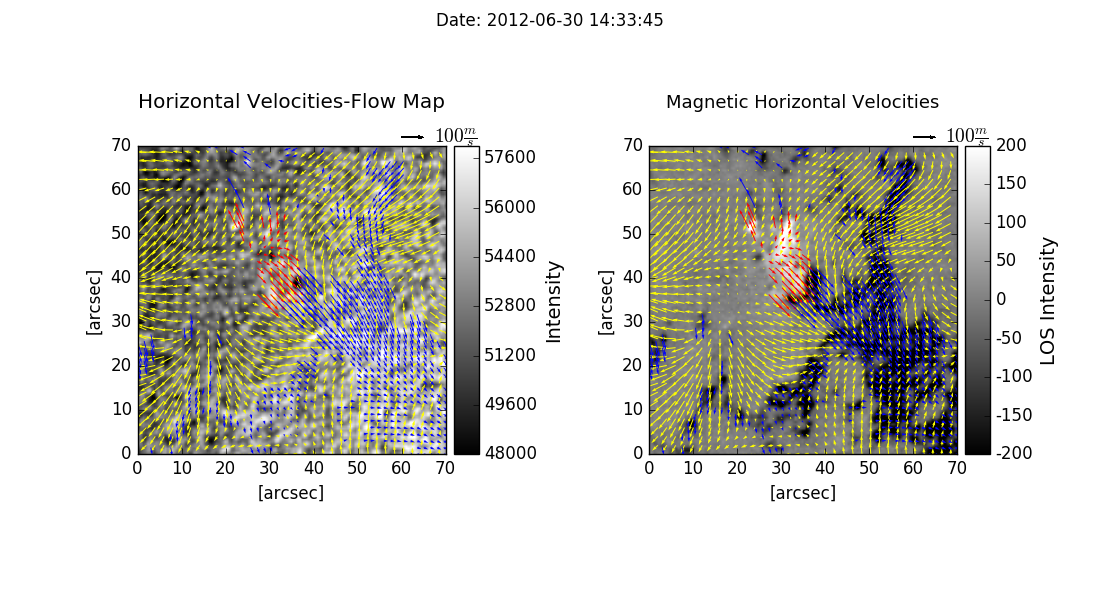 Date: 2012-06-30 14:33:45
Horizontal Velocities-Flow Map
100 m/s
70
60
50
40
30
20
10
0
[arcsec]
0 10 20 30 40 50 60 70
[arcsec]
57600
56000
54400
52800
51200
49600
48000
Intensity
Magnetic Horizontal Velocities
100 m/s
70
60
50
40
30
20
10
0
[arcsec]
0 10 20 30 40 50 60 70
[arcsec]
200
150
100
50
0
-50
-100
-150
-200
LOS Intensity